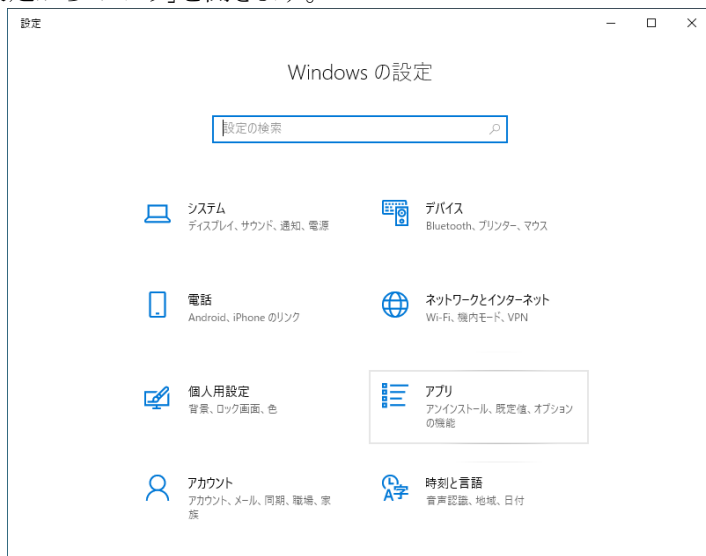 設定
Windows の設定
設定の検索
システム
ディスプレイ、サウンド、通知、電源
デバイス
Bluetooth、プリンター、マウス
電話
Android、iPhone のリンク
ネットワークとインターネット
Wi-Fi、機内モード、VPN
個人用設定
背景、ロック画面、色
アプリ
アンインストール、既定値、オプション
の機能
アカウント
アカウント、メール、同期、職場、家
族
時刻と言語
音声認識、地域、日付